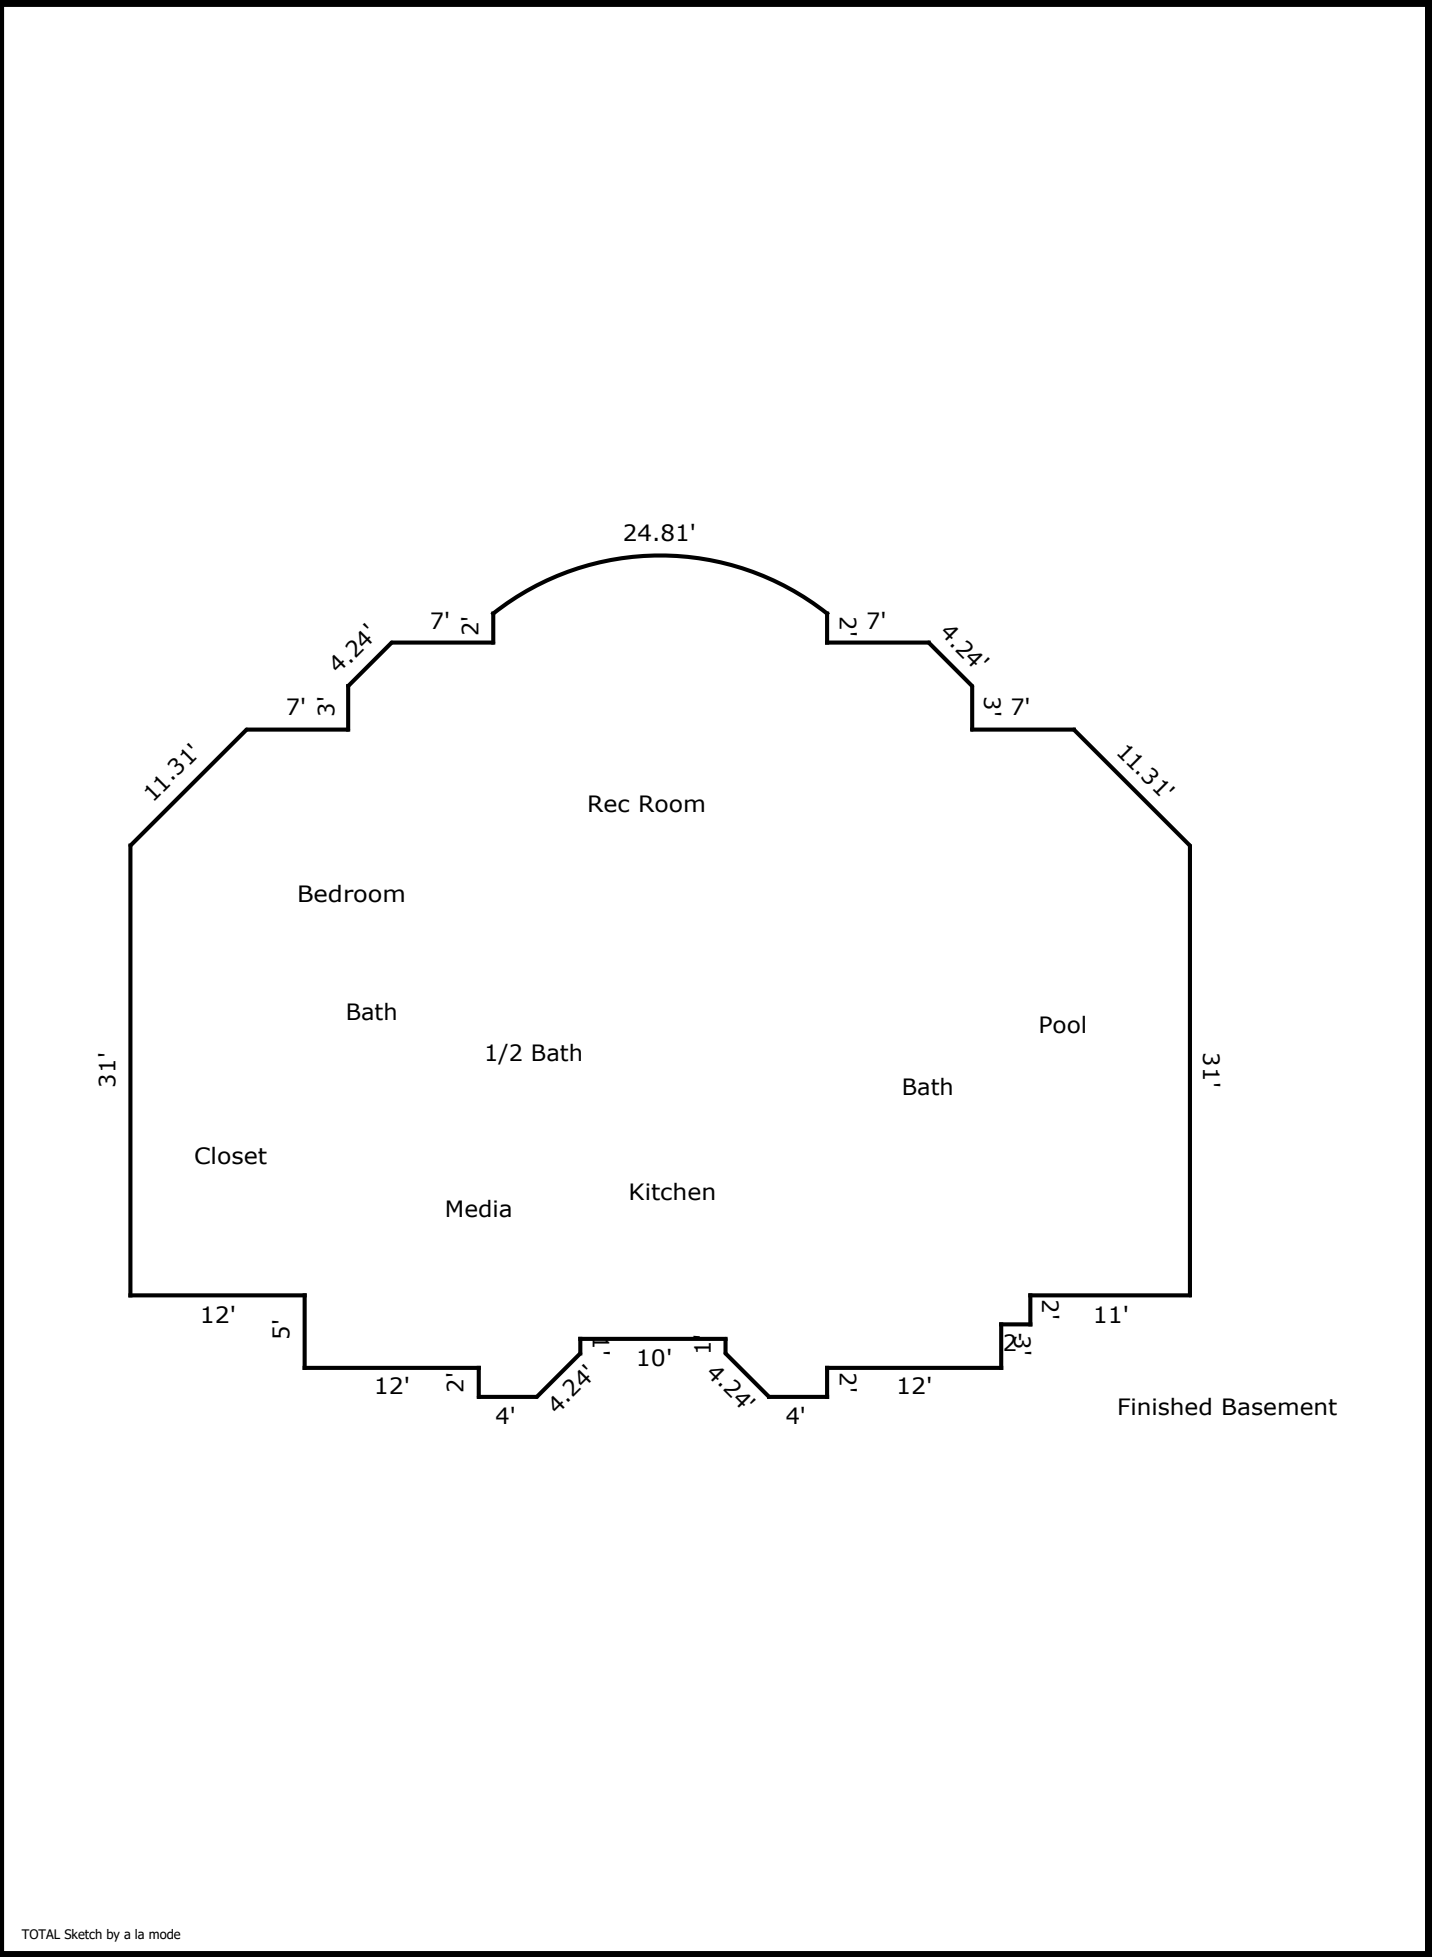 24.81'
7' 2' 2' 7'
4.24' 4.24'
7' 3' 3' 7'
11.31' 11.31'
Rec Room
Bedroom
Bath
Pool
1/2 Bath
31' 31'
Bath
Closet
Kitchen
Media
12' 2' 11'
5' 1' 1' 2' 3'
10'
12' 2' 4.24' 4.24' 2' 12'
4' 4'
Finished Basement
TOTAL Sketch by a la mode